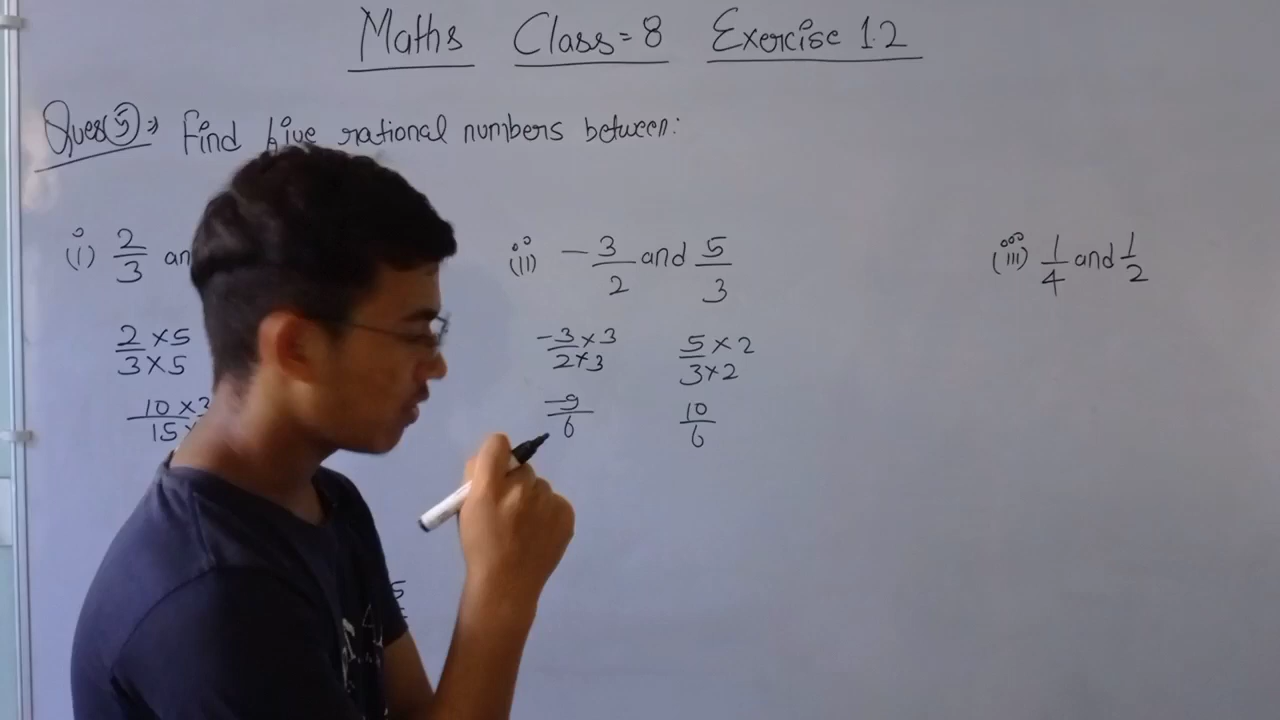 Maths Class=8 Exercise 1.2
Ques(5)⇒ Find five rational numbers between:
(i) 2/3 an
2×5/3×5
10×3/15×
(ii) -3/2 and 5/3
-3×3/2×3 5×2/3×2
-9/6 10/6
(iii) 1/4 and 1/2